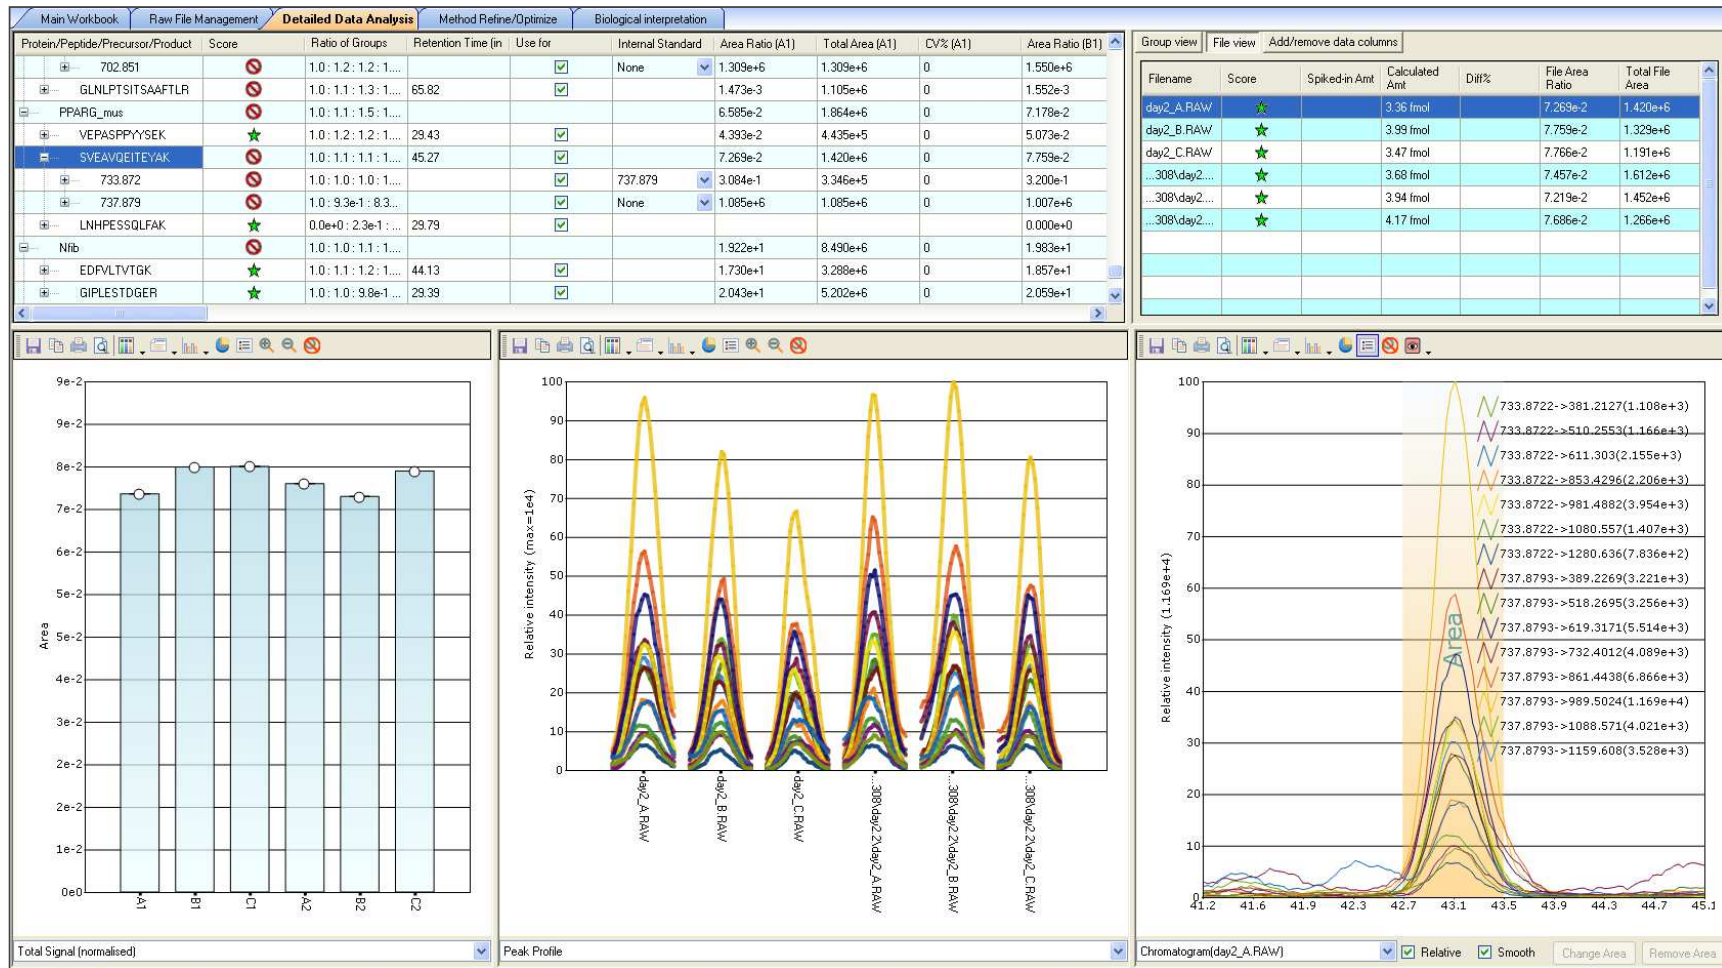 Main Workbook Raw File Management Detailed Data Analysis Method Refine/Optimize Biological interpretation
Protein/Peptide/Precursor/Product Score Ratio of Groups Retention Time (in Use for Internal Standard Area Ratio (A1) Total Area (A1) CV% (A1) Area Ratio (B1)
702.851 1.0 : 1.2 : 1.2 : 1.... None 1.309e+6 1.309e+6 0 1.550e+6
GLNLPTSITSAAFTLR 1.0 : 1.1 : 1.3 : 1.... 65.82 1.473e-3 1.105e+6 0 1.552e-3
PPARG_mus 1.0 : 1.1 : 1.5 : 1.... 6.585e-2 1.864e+6 0 7.178e-2
VEPASPPYYSEK 1.0 : 1.2 : 1.2 : 1.... 29.43 4.393e-2 4.435e+5 0 5.073e-2
SVEAVQEITEYAK 1.0 : 1.1 : 1.1 : 1.... 45.27 7.269e-2 1.420e+6 0 7.759e-2
733.872 1.0 : 1.0 : 1.0 : 1.... 737.879 3.084e-1 3.346e+5 0 3.200e-1
737.879 1.0 : 9.3e-1 : 8.3... None 1.085e+6 1.085e+6 0 1.007e+6
LNHPESSQLFAK 0.0e+0 : 2.3e-1 : ... 29.79 0.000e+0
Nfib 1.0 : 1.0 : 1.1 : 1.... 1.922e+1 8.490e+6 0 1.983e+1
EDFVLTVTGK 1.0 : 1.1 : 1.2 : 1.... 44.13 1.730e+1 3.288e+6 0 1.857e+1
GIPLESTDGER 1.0 : 1.0 : 9.8e-1 ... 29.39 2.043e+1 5.202e+6 0 2.059e+1
Group view File view Add/remove data columns
Filename Score Spiked-in Amt Calculated Amt Diff% File Area Ratio Total File Area
day2_A.RAW 3.36 fmol 7.269e-2 1.420e+6
day2_B.RAW 3.99 fmol 7.759e-2 1.329e+6
day2_C.RAW 3.47 fmol 7.766e-2 1.191e+6
...308\day2.... 3.68 fmol 7.457e-2 1.612e+6
...308\day2.... 3.94 fmol 7.219e-2 1.452e+6
...308\day2.... 4.17 fmol 7.686e-2 1.266e+6
9e-2
9e-2
8e-2
7e-2
6e-2
5e-2
5e-2
4e-2
3e-2
2e-2
2e-2
1e-2
0e0
Area
A1 B1 C1 A2 B2 C2
Total Signal (normalised)
100
90
80
70
60
50
40
30
20
10
0
Relative intensity (max=1e4)
day2_A.RAW
day2_B.RAW
day2_C.RAW
...308\day2.2\day2_A.RAW
...308\day2.2\day2_B.RAW
...308\day2.2\day2_C.RAW
Peak Profile
100
90
80
70
60
50
40
30
20
10
0
Relative intensity (1.169e+4)
Area
733.8722->381.2127(1.108e+3)
733.8722->510.2553(1.166e+3)
733.8722->611.303(2.155e+3)
733.8722->853.4296(2.206e+3)
733.8722->981.4882(3.954e+3)
733.8722->1080.557(1.407e+3)
733.8722->1280.636(7.836e+2)
737.8793->389.2269(3.221e+3)
737.8793->518.2695(3.256e+3)
737.8793->619.3171(5.514e+3)
737.8793->732.4012(4.089e+3)
737.8793->861.4438(6.866e+3)
737.8793->989.5024(1.169e+4)
737.8793->1088.571(4.021e+3)
737.8793->1159.608(3.528e+3)
41.2 41.6 41.9 42.3 42.7 43.1 43.5 43.9 44.3 44.7 45.1
Chromatogram(day2_A.RAW) Relative Smooth Change Area Remove Area